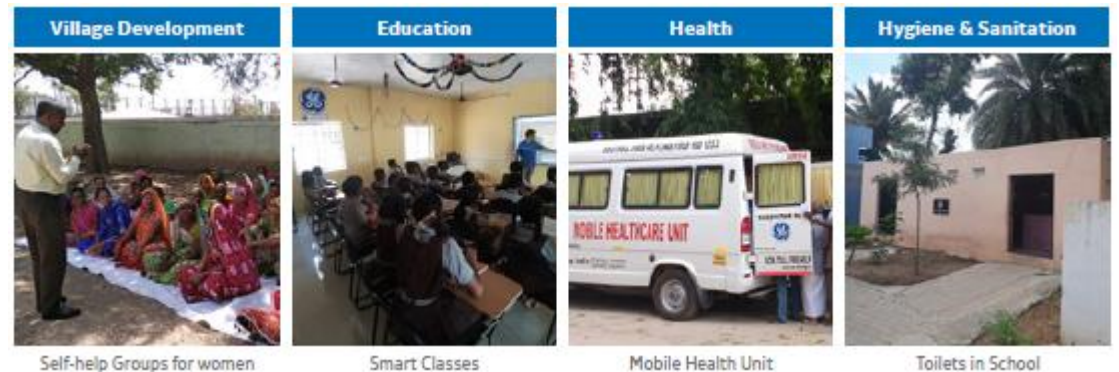 Village Development
Education
Health
Hygiene & Sanitation
MOBILE HEALTHCARE UNIT
Self-help Groups for women
Smart Classes
Mobile Health Unit
Toilets in School